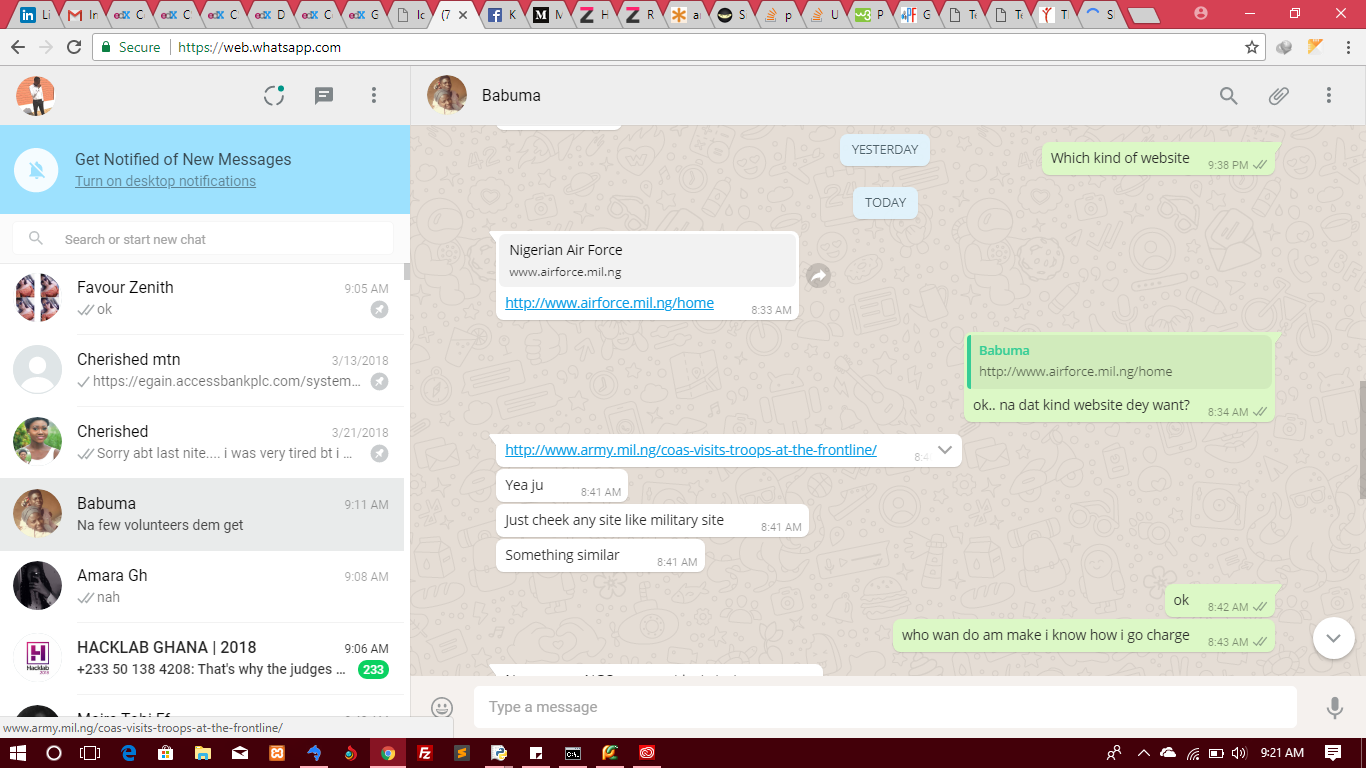 Li
In
edX C
edX C
edX C
edX D
edX C
edX G
Ic
(7
K
M
H
R
a
S
p
U
P
G
Te
Te
T
S
Secure
https://web.whatsapp.com
Babuma
Get Notified of New Messages
Turn on desktop notifications
Search or start new chat
Favour Zenith 9:05 AM
ok
Cherished mtn 3/13/2018
https://egain.accessbankplc.com/system…
Cherished 3/21/2018
Sorry abt last nite.... i was very tired bt i ...
Babuma 9:11 AM
Na few volunteers dem get
Amara Gh 9:08 AM
nah
HACKLAB GHANA | 2018 9:06 AM
+233 50 138 4208: That's why the judges ... 233
www.army.mil.ng/coas-visits-troops-at-the-frontline/
YESTERDAY
Which kind of website 9:38 PM
TODAY
Nigerian Air Force
www.airforce.mil.ng
http://www.airforce.mil.ng/home
8:33 AM
Babuma
http://www.airforce.mil.ng/home
ok.. na dat kind website dey want? 8:34 AM
http://www.army.mil.ng/coas-visits-troops-at-the-frontline/ 8:4
Yea ju 8:41 AM
Just cheek any site like military site 8:41 AM
Something similar 8:41 AM
ok 8:42 AM
who wan do am make i know how i go charge 8:43 AM
Type a message
9:21 AM